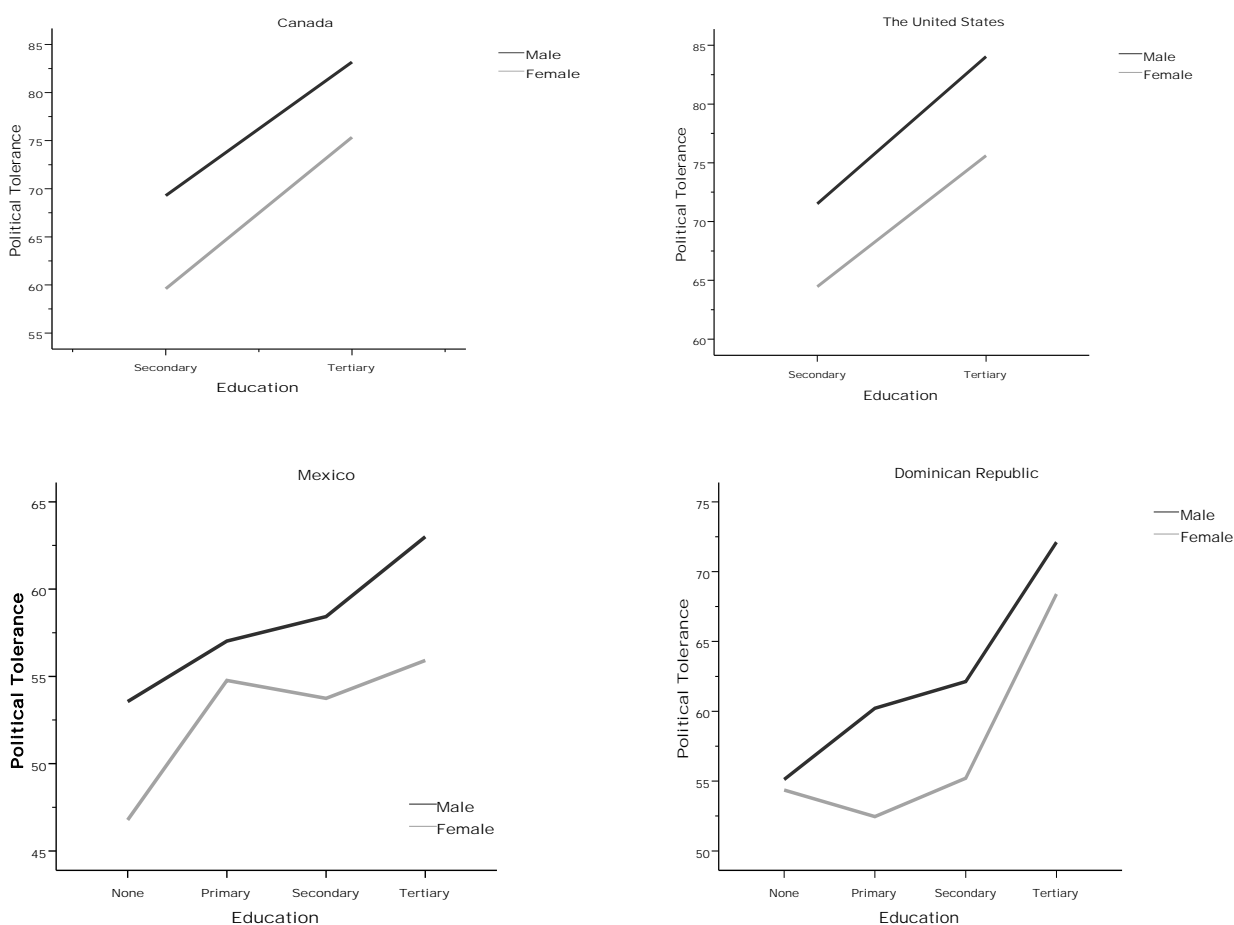 Canada
Male
Female
85
80
75
70
65
60
55
Political Tolerance
Secondary
Tertiary
Education
The United States
Male
Female
85
80
75
70
65
60
Political Tolerance
Secondary
Tertiary
Education
Mexico
65
60
55
50
45
Political Tolerance
Male
Female
None
Primary
Secondary
Tertiary
Education
Dominican Republic
Male
Female
75
70
65
60
55
50
Political Tolerance
None
Primary
Secondary
Tertiary
Education